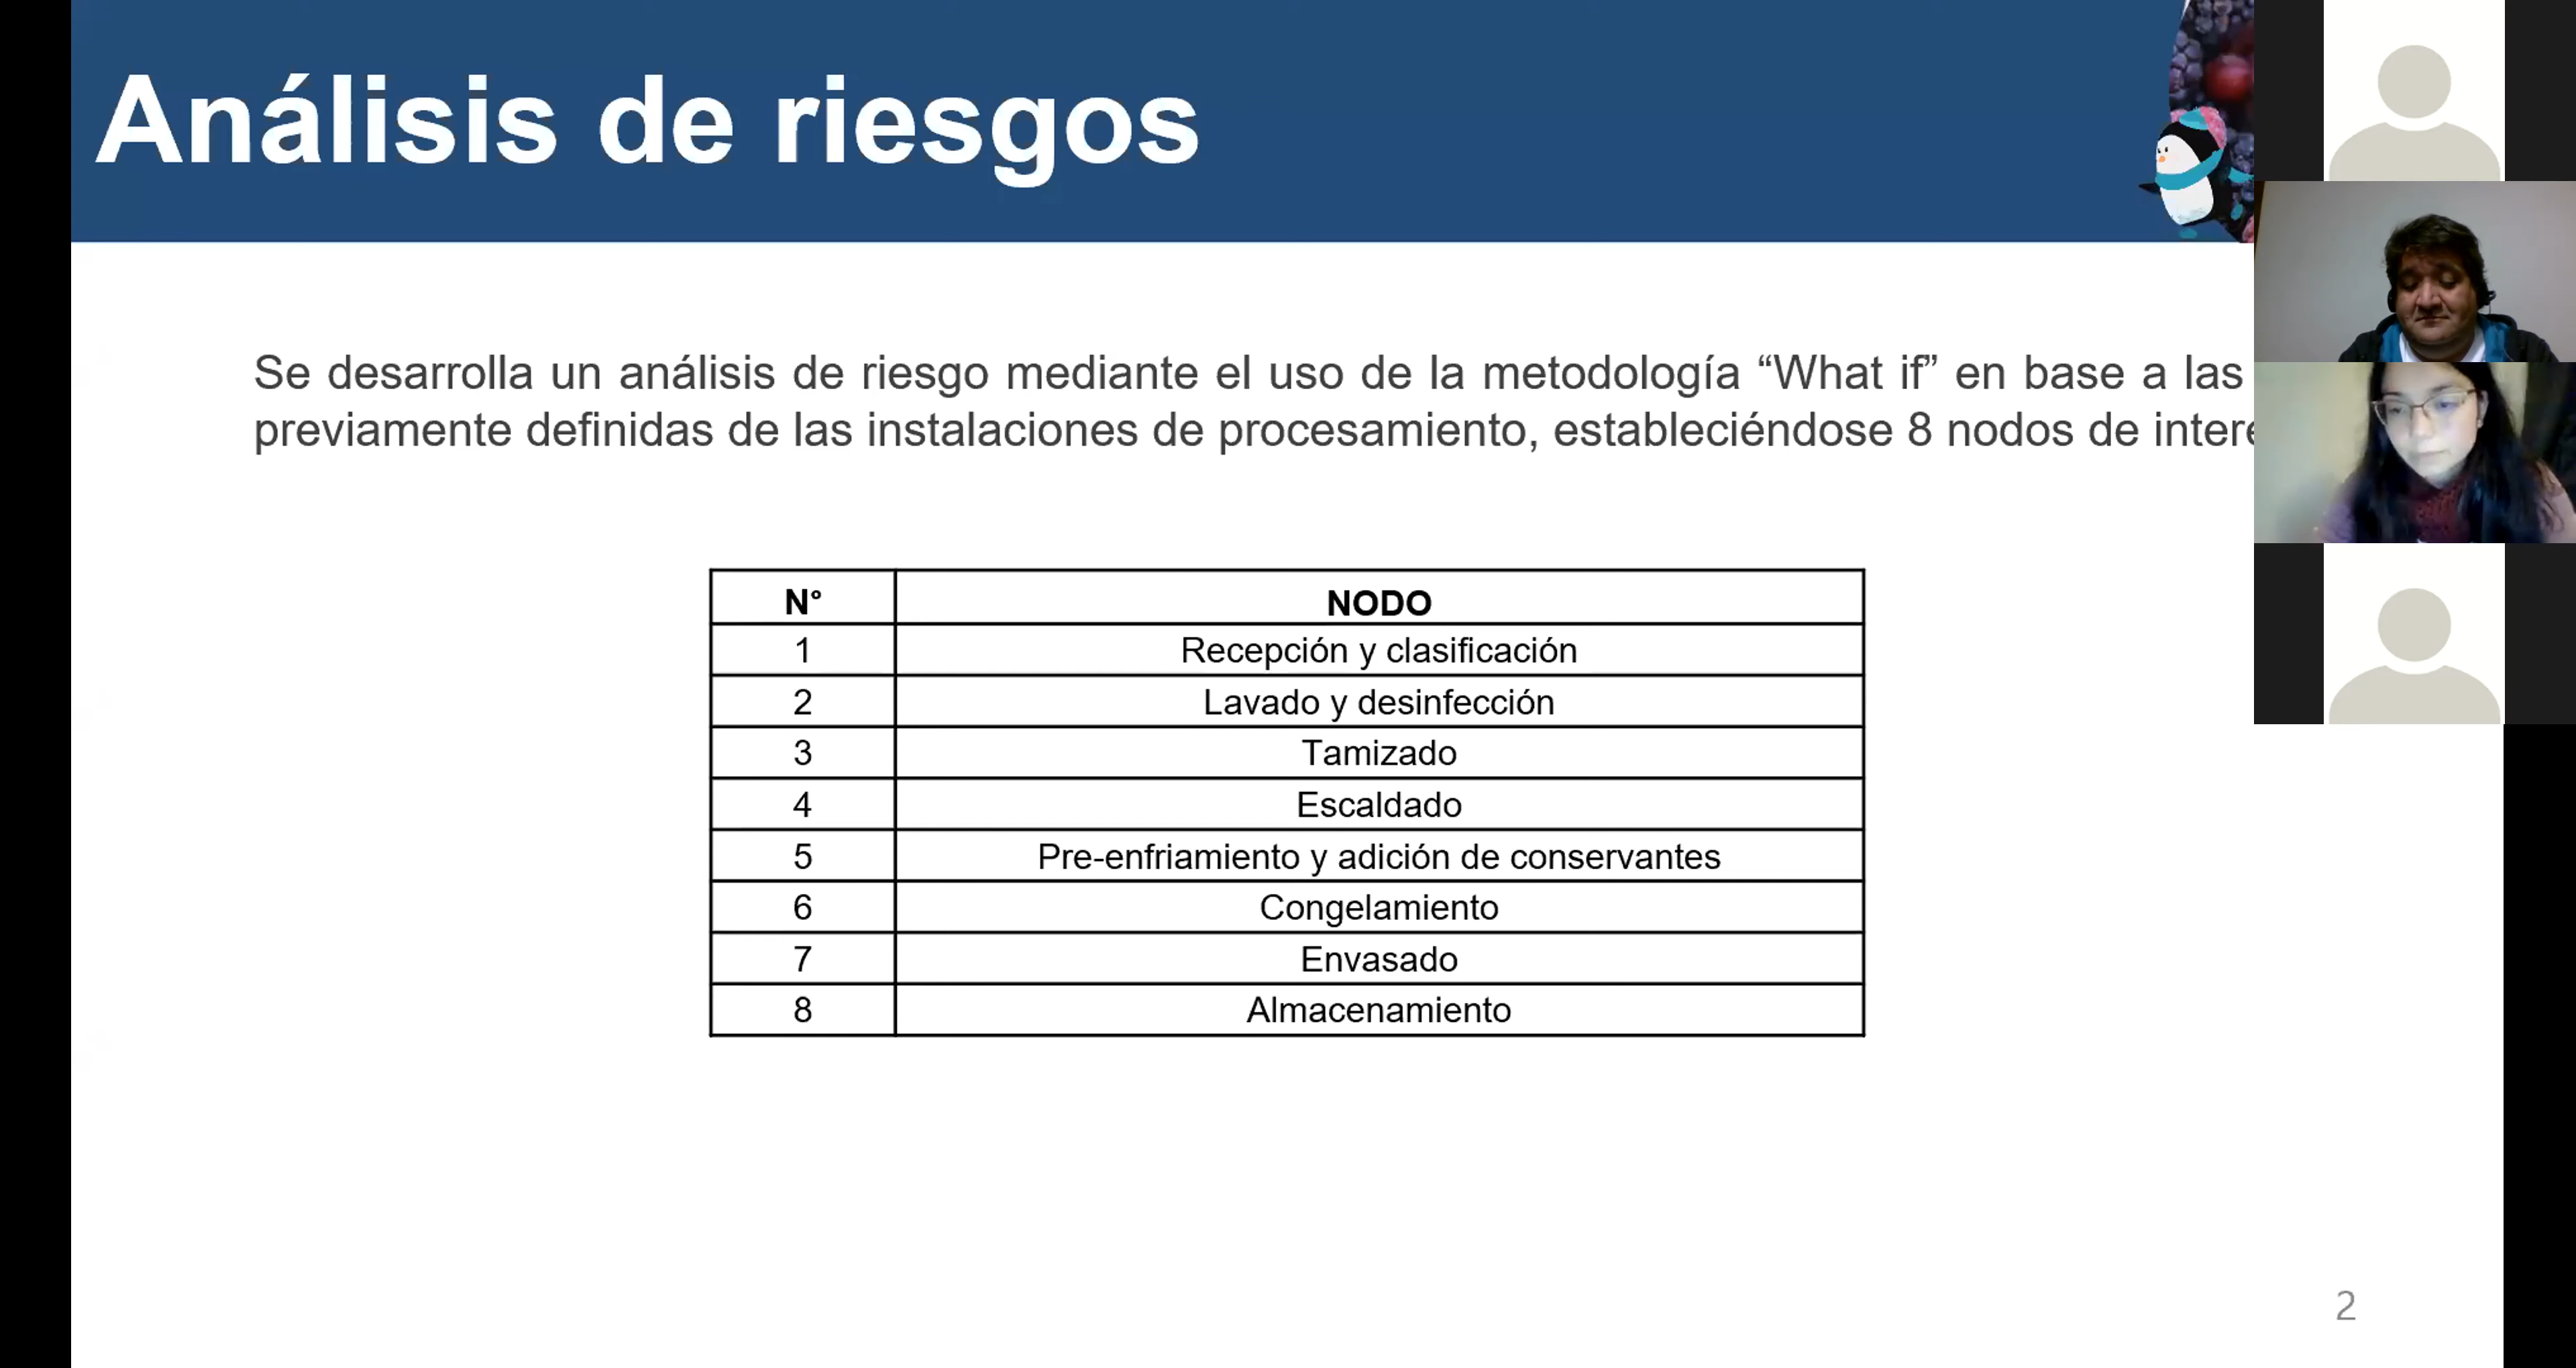 Análisis de riesgos
Se desarrolla un análisis de riesgo mediante el uso de la metodología “What if” en base a las
previamente definidas de las instalaciones de procesamiento, estableciéndose 8 nodos de
N° NODO
1 Recepción y clasificación
2 Lavado y desinfección
3 Tamizado
4 Escaldado
5 Pre-enfriamiento y adición de conservantes
6 Congelamiento
7 Envasado
8 Almacenamiento
2